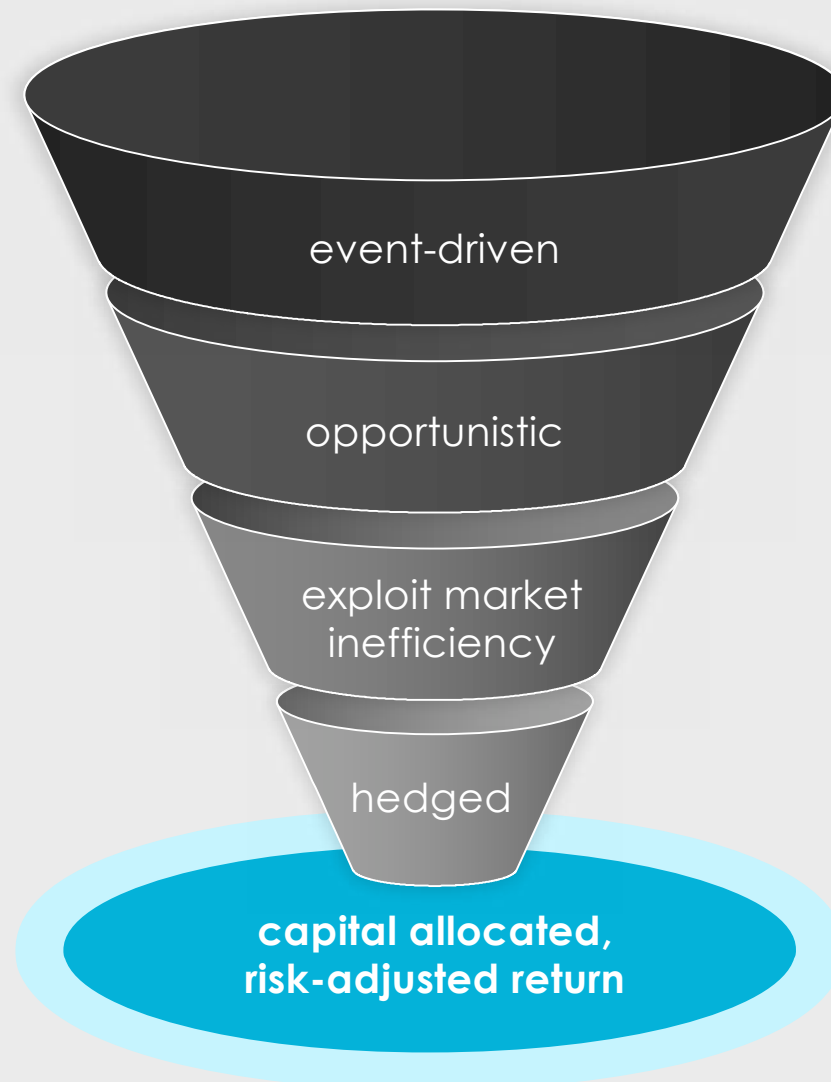 event-driven
opportunistic
exploit market
inefficiency
hedged
capital allocated,
risk-adjusted return